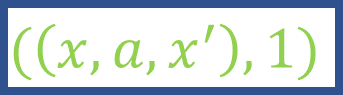 ((x, a, x′), 1)